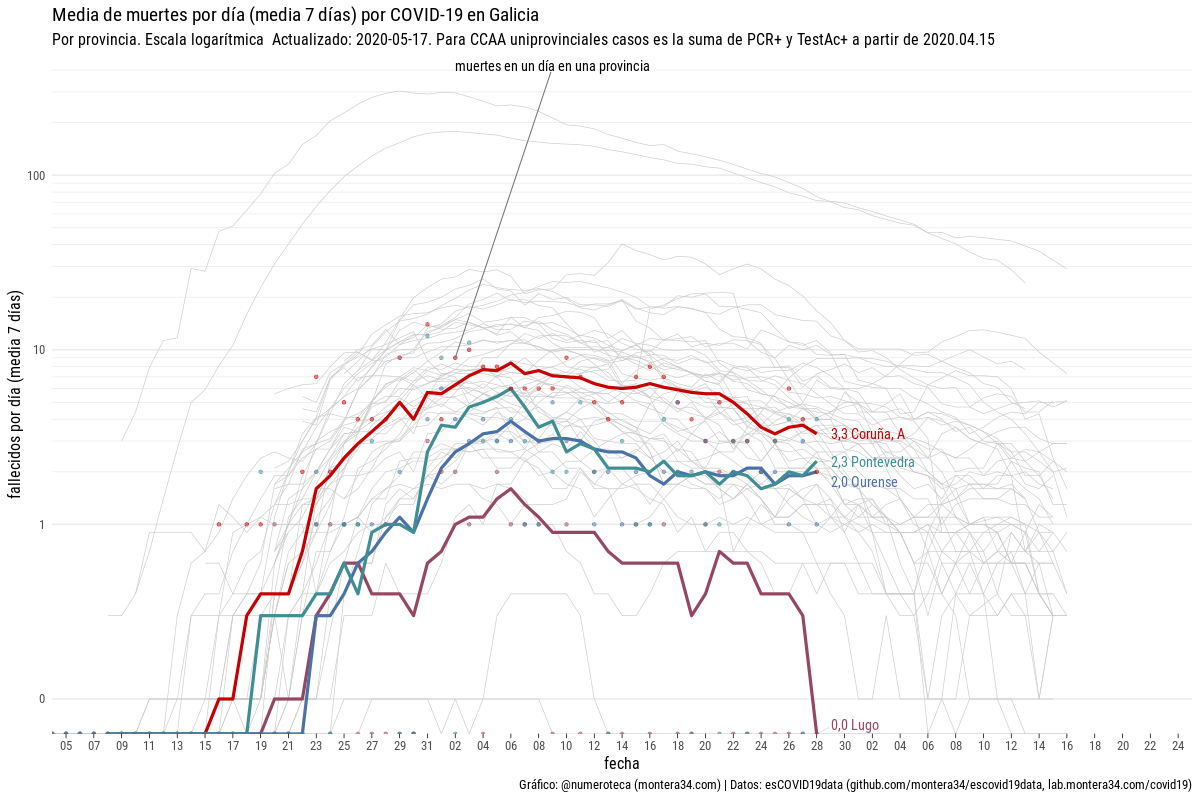 Media de muertes por día (media 7 días) por COVID-19 en Galicia
Por provincia. Escala logarítmica  Actualizado: 2020-05-17. Para CCAA uniprovinciales casos es la suma de PCR+ y TestAc+ a partir de 2020.04.15
muertes en un día en una provincia
fallecidos por día (media 7 días)
100
10
1
0
3,3 Coruña, A
2,3 Pontevedra
2,0 Ourense
0,0 Lugo
05 07 09 11 13 15 17 19 21 23 25 27 29 31 02 04 06 08 10 12 14 16 18 20 22 24 26 28 30 02 04 06 08 10 12 14 16 18 20 22 24
fecha
Gráfico: @numeroteca (montera34.com) | Datos: esCOVID19data (github.com/montera34/escovid19data, lab.montera34.com/covid19)